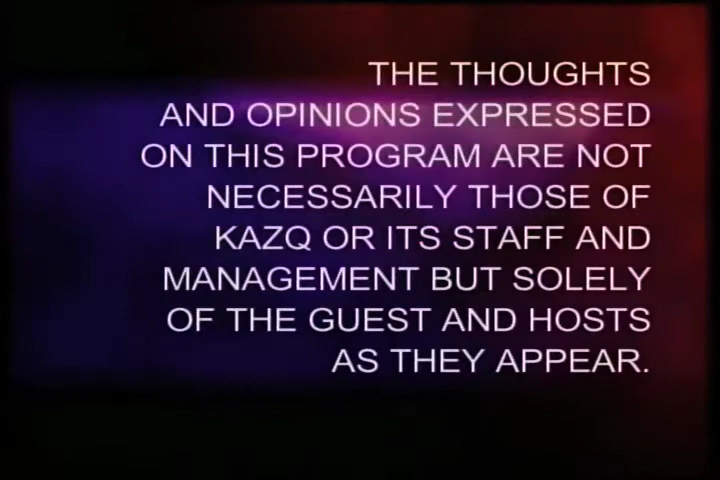 THE THOUGHTS
AND OPINIONS EXPRESSED
ON THIS PROGRAM ARE NOT
NECESSARILY THOSE OF
KAZQ OR ITS STAFF AND
MANAGEMENT BUT SOLELY
OF THE GUEST AND HOSTS
AS THEY APPEAR.